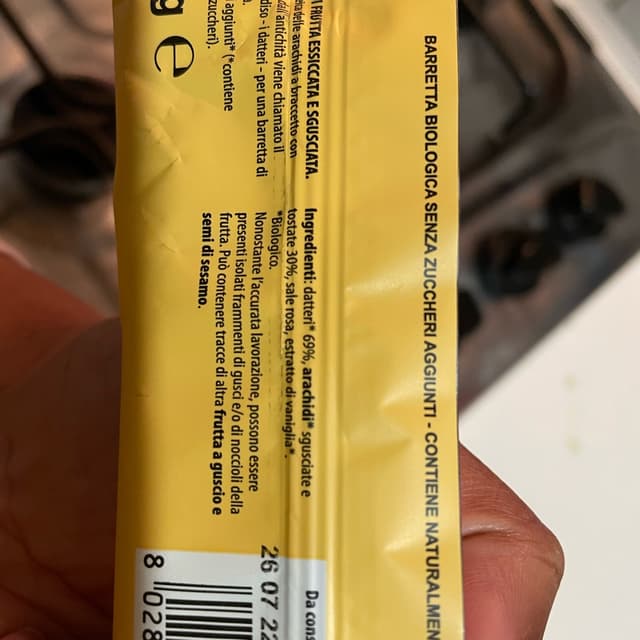 BARRETTA BIOLOGICA SENZA ZUCCHERI AGGIUNTI - CONTIENE NATURALMEN
FRUTTA ESSICCATA E SGUSCIATA.
delle arachidi a braccetto con
antichità viene chiamato il
diso - i datteri - per una barretta di
aggiunti* (*contiene
zuccheri).
g e
Ingredienti: datteri* 69%, arachidi* sgusciate e
tostate 30%, sale rosa, estratto di vaniglia*.
*Biologico.
Nonostante l'accurata lavorazione, possono essere
presenti isolati frammenti di gusci e/o di noccioli della
frutta. Può contenere tracce di altra frutta a guscio e
semi di sesamo.
Da cons
26 07 22
8 028